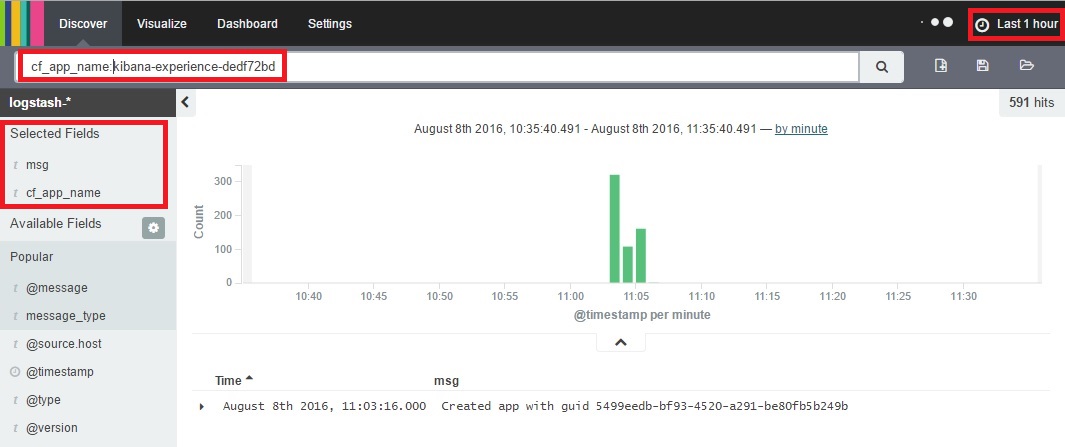 Discover Visualize Dashboard Settings Last 1 hour
cf_app_name:kibana-experience-dedf72bd
logstash-* 591 hits
Selected Fields
t msg
t cf_app_name
Available Fields
Popular
t @message
t message_type
t @source.host
@timestamp
t @type
t @version
August 8th 2016, 10:35:40.491 - August 8th 2016, 11:35:40.491 — by minute
Count
300
200
100
0
10:40 10:45 10:50 10:55 11:00 11:05 11:10 11:15 11:20 11:25 11:30
@timestamp per minute
Time msg
August 8th 2016, 11:03:16.000 Created app with guid 5499eedb-bf93-4520-a291-be80fb5b249b